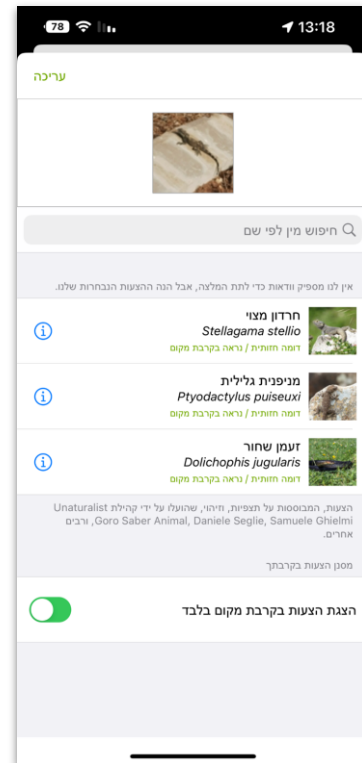 78
13:18
עריכה
חיפוש מין לפי שם
אין לנו מספיק וודאות כדי לתת המלצה, אבל הנה ההצעות הנבחרות שלנו.
חרדון מצוי
Stellagama stellio
דומה חזותית / נראה בקרבת מקום
מניפנית גלילית
Ptyodactylus puiseuxi
דומה חזותית / נראה בקרבת מקום
זעמן שחור
Dolichophis jugularis
דומה חזותית / נראה בקרבת מקום
הצעות, המבוססות על תצפיות, וזיהוי, שהועלו על ידי קהילת Unaturalist
Goro Saber Animal, Daniele Seglie, Samuele Ghielmi, ורבים
אחרים.
מסנן הצעות בקרבתך
הצגת הצעות בקרבת מקום בלבד